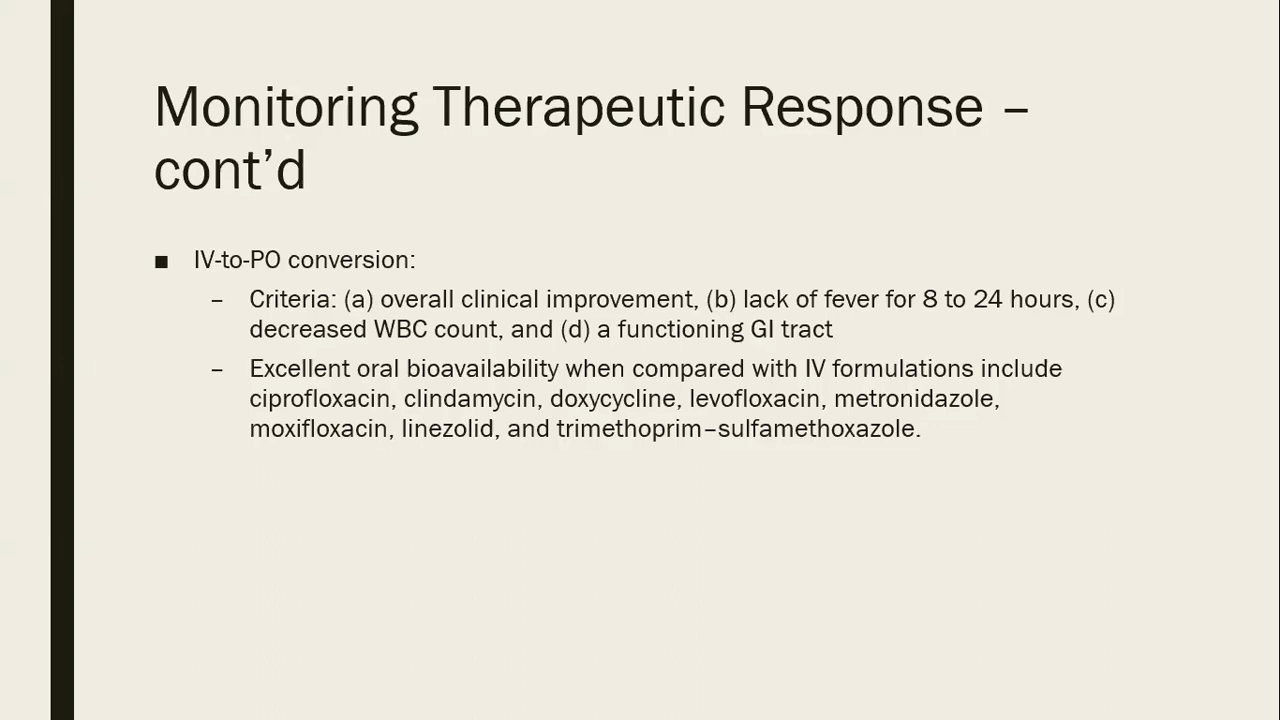 Monitoring Therapeutic Response –
cont’d
■ IV-to-PO conversion:
– Criteria: (a) overall clinical improvement, (b) lack of fever for 8 to 24 hours, (c)
decreased WBC count, and (d) a functioning GI tract
– Excellent oral bioavailability when compared with IV formulations include
ciprofloxacin, clindamycin, doxycycline, levofloxacin, metronidazole,
moxifloxacin, linezolid, and trimethoprim–sulfamethoxazole.